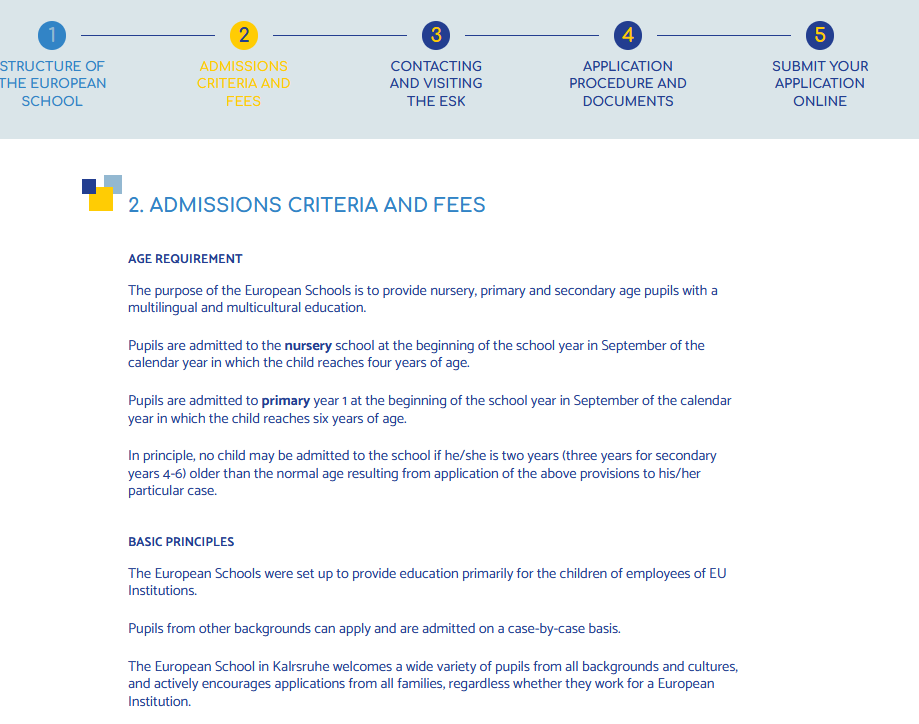 1
2
3
4
5
STRUCTURE OF
THE EUROPEAN
SCHOOL
ADMISSIONS
CRITERIA AND
FEES
CONTACTING
AND VISITING
THE ESK
APPLICATION
PROCEDURE AND
DOCUMENTS
SUBMIT YOUR
APPLICATION
ONLINE
2. ADMISSIONS CRITERIA AND FEES
AGE REQUIREMENT
The purpose of the European Schools is to provide nursery, primary and secondary age pupils with a
multilingual and multicultural education.
Pupils are admitted to the nursery school at the beginning of the school year in September of the
calendar year in which the child reaches four years of age.
Pupils are admitted to primary year 1 at the beginning of the school year in September of the calendar
year in which the child reaches six years of age.
In principle, no child may be admitted to the school if he/she is two years (three years for secondary
years 4-6) older than the normal age resulting from application of the above provisions to his/her
particular case.
BASIC PRINCIPLES
The European Schools were set up to provide education primarily for the children of employees of EU
Institutions.
Pupils from other backgrounds can apply and are admitted on a case-by-case basis.
The European School in Kalrsruhe welcomes a wide variety of pupils from all backgrounds and cultures,
and actively encourages applications from all families, regardless whether they work for a European
Institution.